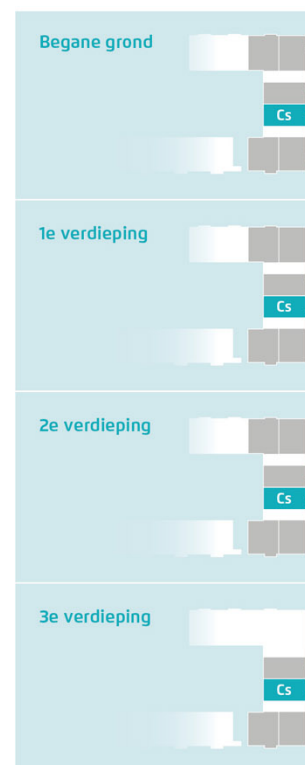 Begane grond
Cs
1e verdieping
Cs
2e verdieping
Cs
3e verdieping
Cs